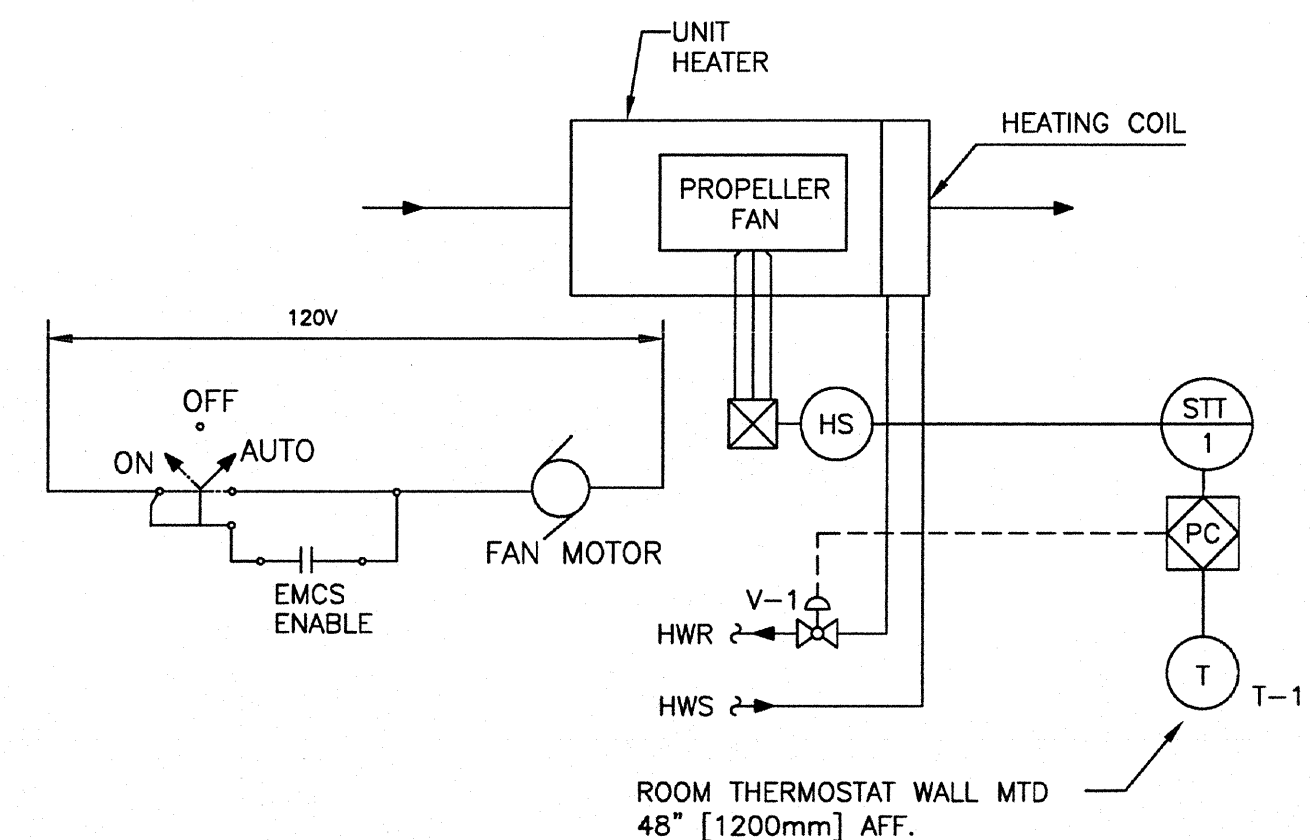 UNIT
HEATER
HEATING COIL
PROPELLER
FAN
120V
OFF
ON
AUTO
HS
STT
1
FAN MOTOR
PC
EMCS
ENABLE
V-1
HWR
T
T-1
HWS
ROOM THERMOSTAT WALL MTD
48" [1200mm] AFF.